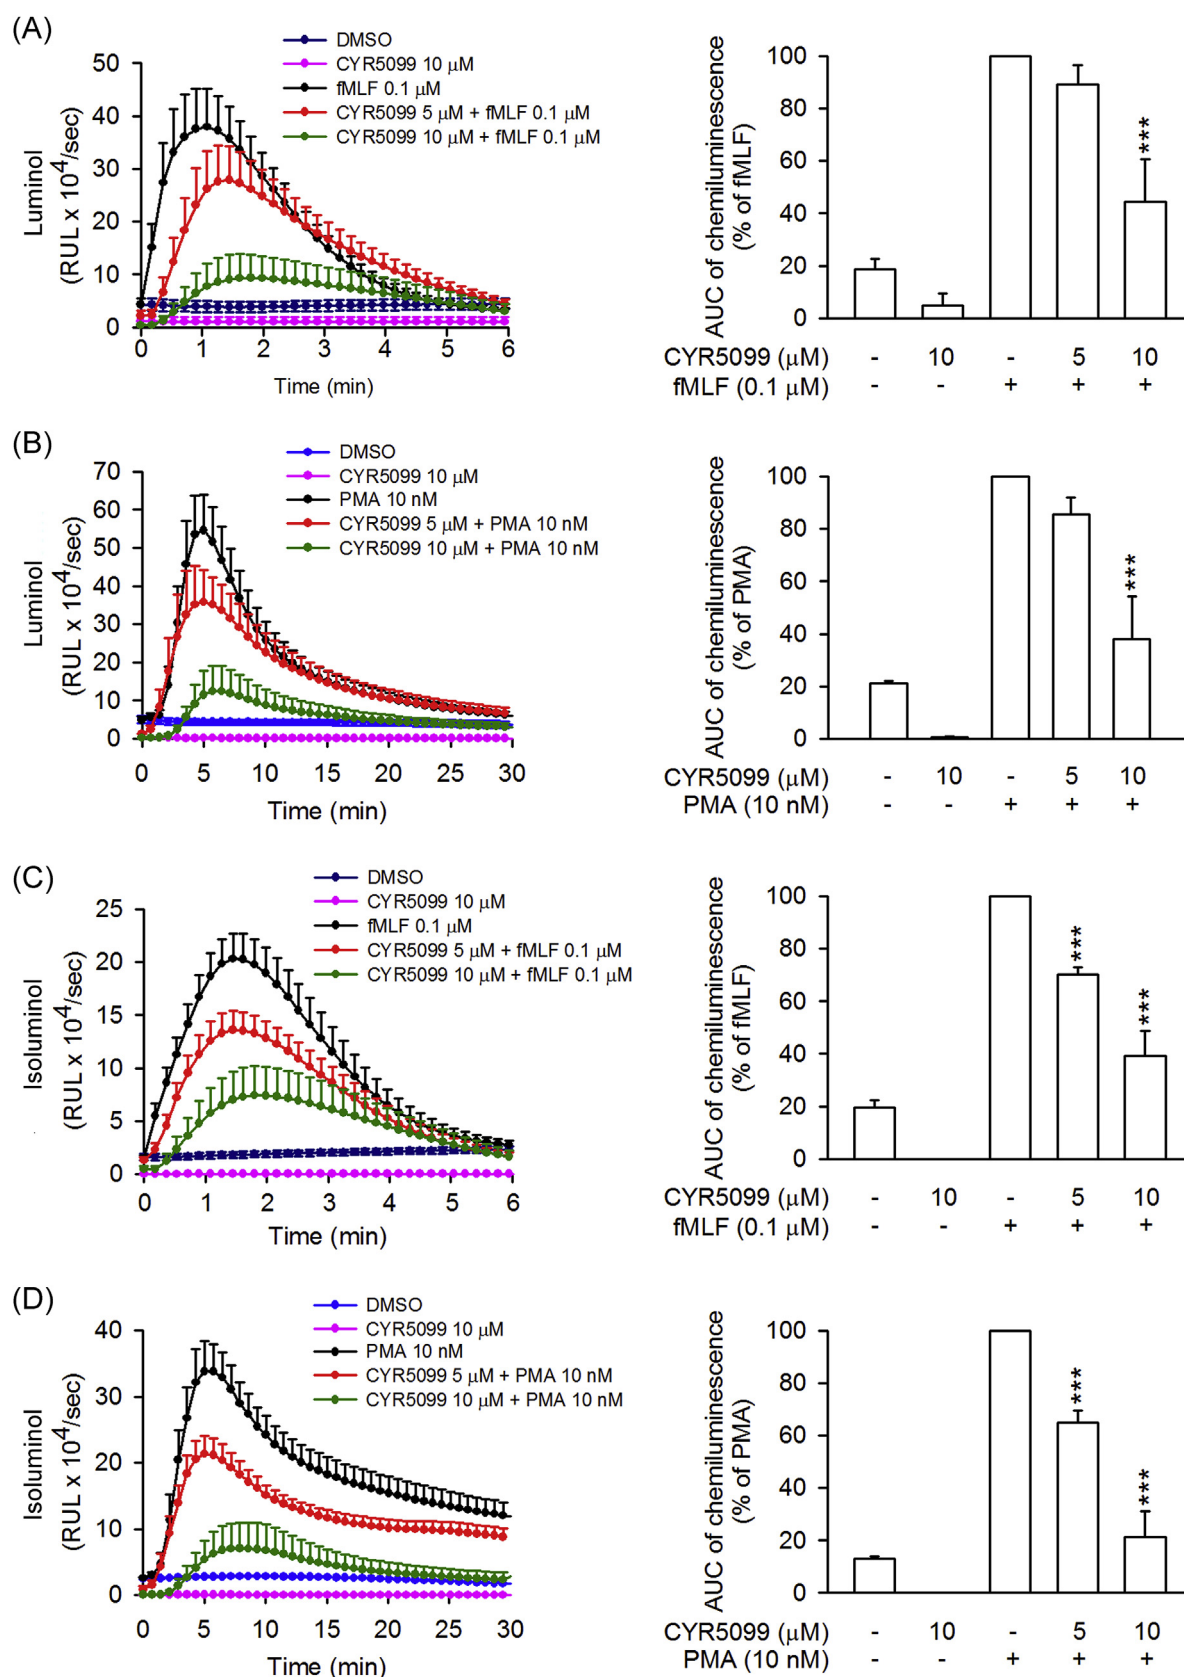 (A)
DMSO
CYR5099 10 μM
fMLF 0.1 μM
CYR5099 5 μM + fMLF 0.1 μM
CYR5099 10 μM + fMLF 0.1 μM
Luminol
(RUL x 10⁴/sec)
50
40
30
20
10
0
0 1 2 3 4 5 6
Time (min)
AUC of chemiluminescence
(% of fMLF)
100
80
60
40
20
0
***
CYR5099 (μM) - 10 - 5 10
fMLF (0.1 μM) - - + + +
(B)
DMSO
CYR5099 10 μM
PMA 10 nM
CYR5099 5 μM + PMA 10 nM
CYR5099 10 μM + PMA 10 nM
Luminol
(RUL x 10⁴/sec)
70
60
50
40
30
20
10
0
0 5 10 15 20 25 30
Time (min)
AUC of chemiluminescence
(% of PMA)
100
80
60
40
20
0
***
CYR5099 (μM) - 10 - 5 10
PMA (10 nM) - - + + +
(C)
DMSO
CYR5099 10 μM
fMLF 0.1 μM
CYR5099 5 μM + fMLF 0.1 μM
CYR5099 10 μM + fMLF 0.1 μM
Isoluminol
(RUL x 10⁴/sec)
25
20
15
10
5
0
0 1 2 3 4 5 6
Time (min)
AUC of chemiluminescence
(% of fMLF)
100
80
60
40
20
0
***
***
CYR5099 (μM) - 10 - 5 10
fMLF (0.1 μM) - - + + +
(D)
DMSO
CYR5099 10 μM
PMA 10 nM
CYR5099 5 μM + PMA 10 nM
CYR5099 10 μM + PMA 10 nM
Isoluminol
(RUL x 10⁴/sec)
40
30
20
10
0
0 5 10 15 20 25 30
Time (min)
AUC of chemiluminescence
(% of PMA)
100
80
60
40
20
0
***
***
CYR5099 (μM) - 10 - 5 10
PMA (10 nM) - - + + +